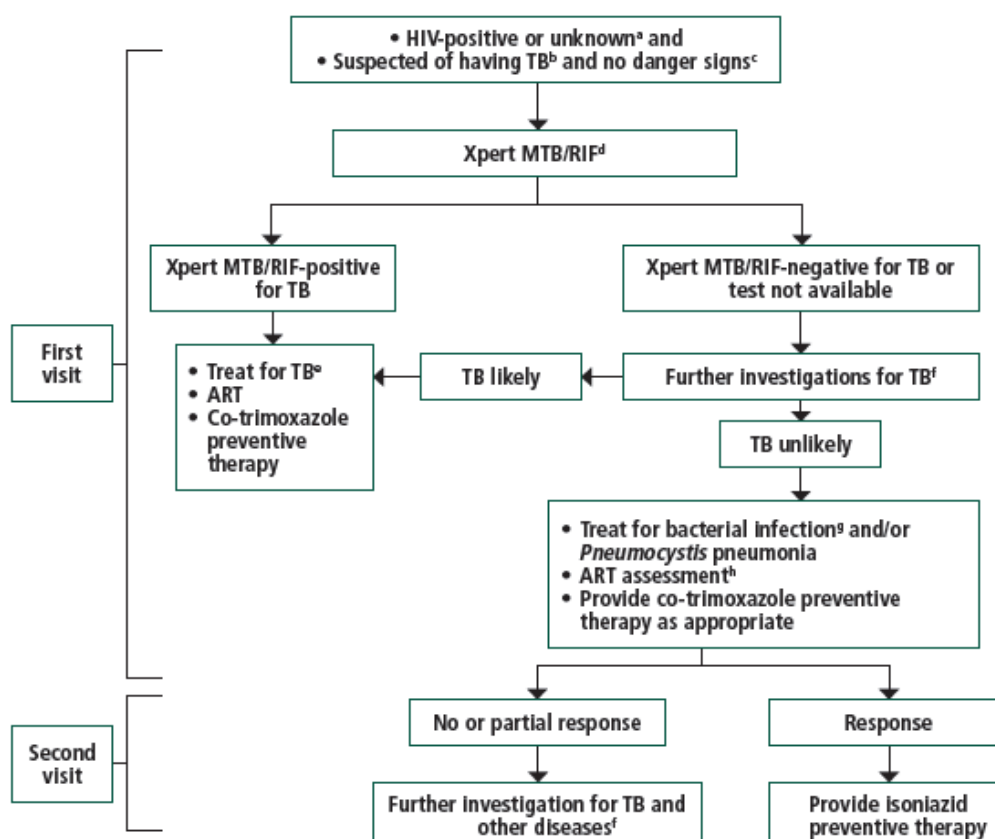 • HIV-positive or unknownᵃ and
• Suspected of having TBᵇ and no danger signsᶜ
Xpert MTB/RIFᵈ
Xpert MTB/RIF-positive
for TB
Xpert MTB/RIF-negative for TB or
test not available
First
visit
• Treat for TBᵉ
• ART
• Co-trimoxazole
preventive
therapy
TB likely
Further investigations for TBᶠ
TB unlikely
• Treat for bacterial infectionᵍ and/or
Pneumocystis pneumonia
• ART assessmentʰ
• Provide co-trimoxazole preventive
therapy as appropriate
Second
visit
No or partial response
Response
Further investigation for TB and
other diseasesᶠ
Provide isoniazid
preventive therapy